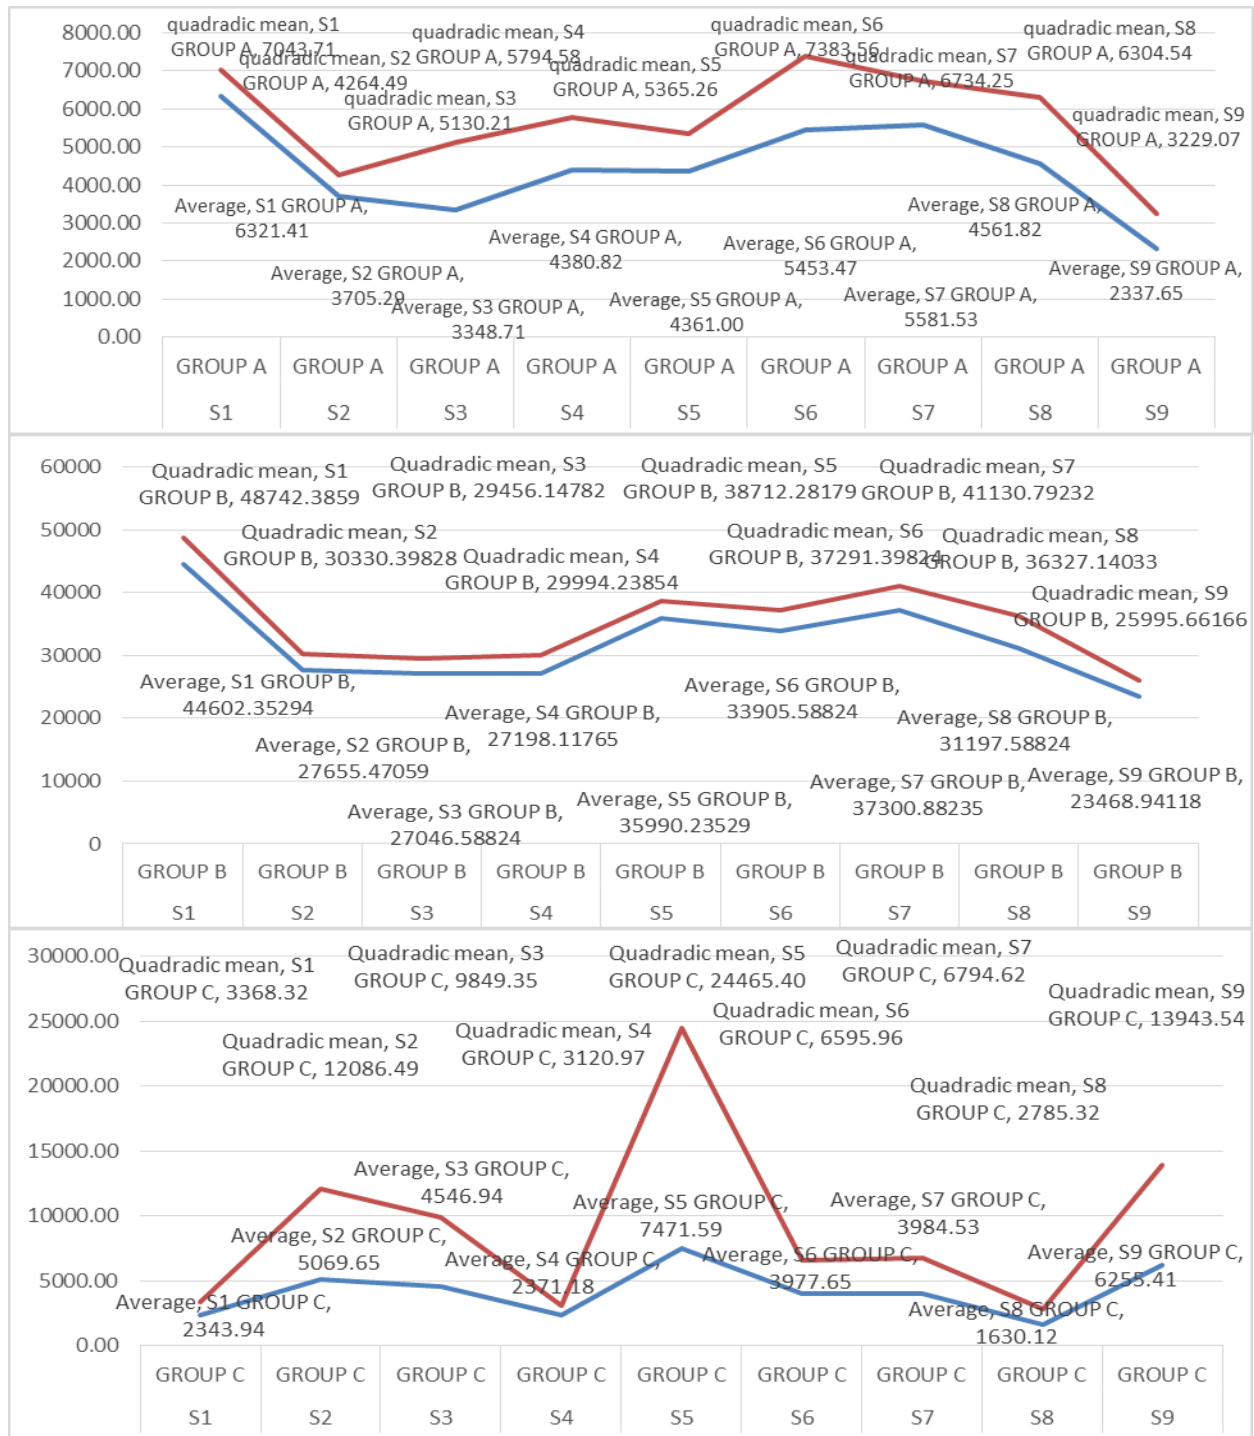 8000.00
7000.00
6000.00
5000.00
4000.00
3000.00
2000.00
1000.00
0.00
quadradic mean, S1
GROUP A, 7043.71
quadradic mean, S2
GROUP A, 4264.49
quadradic mean, S3
GROUP A, 5130.21
quadradic mean, S4
GROUP A, 5794.58
quadradic mean, S5
GROUP A, 5365.26
quadradic mean, S6
GROUP A, 7383.56
quadradic mean, S7
GROUP A, 6734.25
quadradic mean, S8
GROUP A, 6304.54
quadradic mean, S9
GROUP A, 3229.07
Average, S1 GROUP A,
6321.41
Average, S2 GROUP A,
3705.29
Average, S3 GROUP A,
3348.71
Average, S4 GROUP A,
4380.82
Average, S5 GROUP A,
4361.00
Average, S6 GROUP A,
5453.47
Average, S7 GROUP A,
5581.53
Average, S8 GROUP A,
4561.82
Average, S9 GROUP A,
2337.65
GROUP A GROUP A GROUP A GROUP A GROUP A GROUP A GROUP A GROUP A GROUP A
S1 S2 S3 S4 S5 S6 S7 S8 S9
60000
50000
40000
30000
20000
10000
0
Quadradic mean, S1
GROUP B, 48742.3859
Quadradic mean, S2
GROUP B, 30330.39828
Quadradic mean, S3
GROUP B, 29456.14782
Quadradic mean, S4
GROUP B, 29994.23854
Quadradic mean, S5
GROUP B, 38712.28179
Quadradic mean, S6
GROUP B, 37291.39824
Quadradic mean, S7
GROUP B, 41130.79232
Quadradic mean, S8
GROUP B, 36327.14033
Quadradic mean, S9
GROUP B, 25995.66166
Average, S1 GROUP B,
44602.35294
Average, S2 GROUP B,
27655.47059
Average, S3 GROUP B,
27046.58824
Average, S4 GROUP B,
27198.11765
Average, S5 GROUP B,
35990.23529
Average, S6 GROUP B,
33905.58824
Average, S7 GROUP B,
37300.88235
Average, S8 GROUP B,
31197.58824
Average, S9 GROUP B,
23468.94118
GROUP B GROUP B GROUP B GROUP B GROUP B GROUP B GROUP B GROUP B GROUP B
S1 S2 S3 S4 S5 S6 S7 S8 S9
30000.00
25000.00
20000.00
15000.00
10000.00
5000.00
0.00
Quadradic mean, S1
GROUP C, 3368.32
Quadradic mean, S2
GROUP C, 12086.49
Quadradic mean, S3
GROUP C, 9849.35
Quadradic mean, S4
GROUP C, 3120.97
Quadradic mean, S5
GROUP C, 24465.40
Quadradic mean, S6
GROUP C, 6595.96
Quadradic mean, S7
GROUP C, 6794.62
Quadradic mean, S8
GROUP C, 2785.32
Quadradic mean, S9
GROUP C, 13943.54
Average, S1 GROUP C,
2343.94
Average, S2 GROUP C,
5069.65
Average, S3 GROUP C,
4546.94
Average, S4 GROUP C,
2371.18
Average, S5 GROUP C,
7471.59
Average, S6 GROUP C,
3977.65
Average, S7 GROUP C,
3984.53
Average, S8 GROUP C,
1630.12
Average, S9 GROUP C,
6255.41
GROUP C GROUP C GROUP C GROUP C GROUP C GROUP C GROUP C GROUP C GROUP C
S1 S2 S3 S4 S5 S6 S7 S8 S9